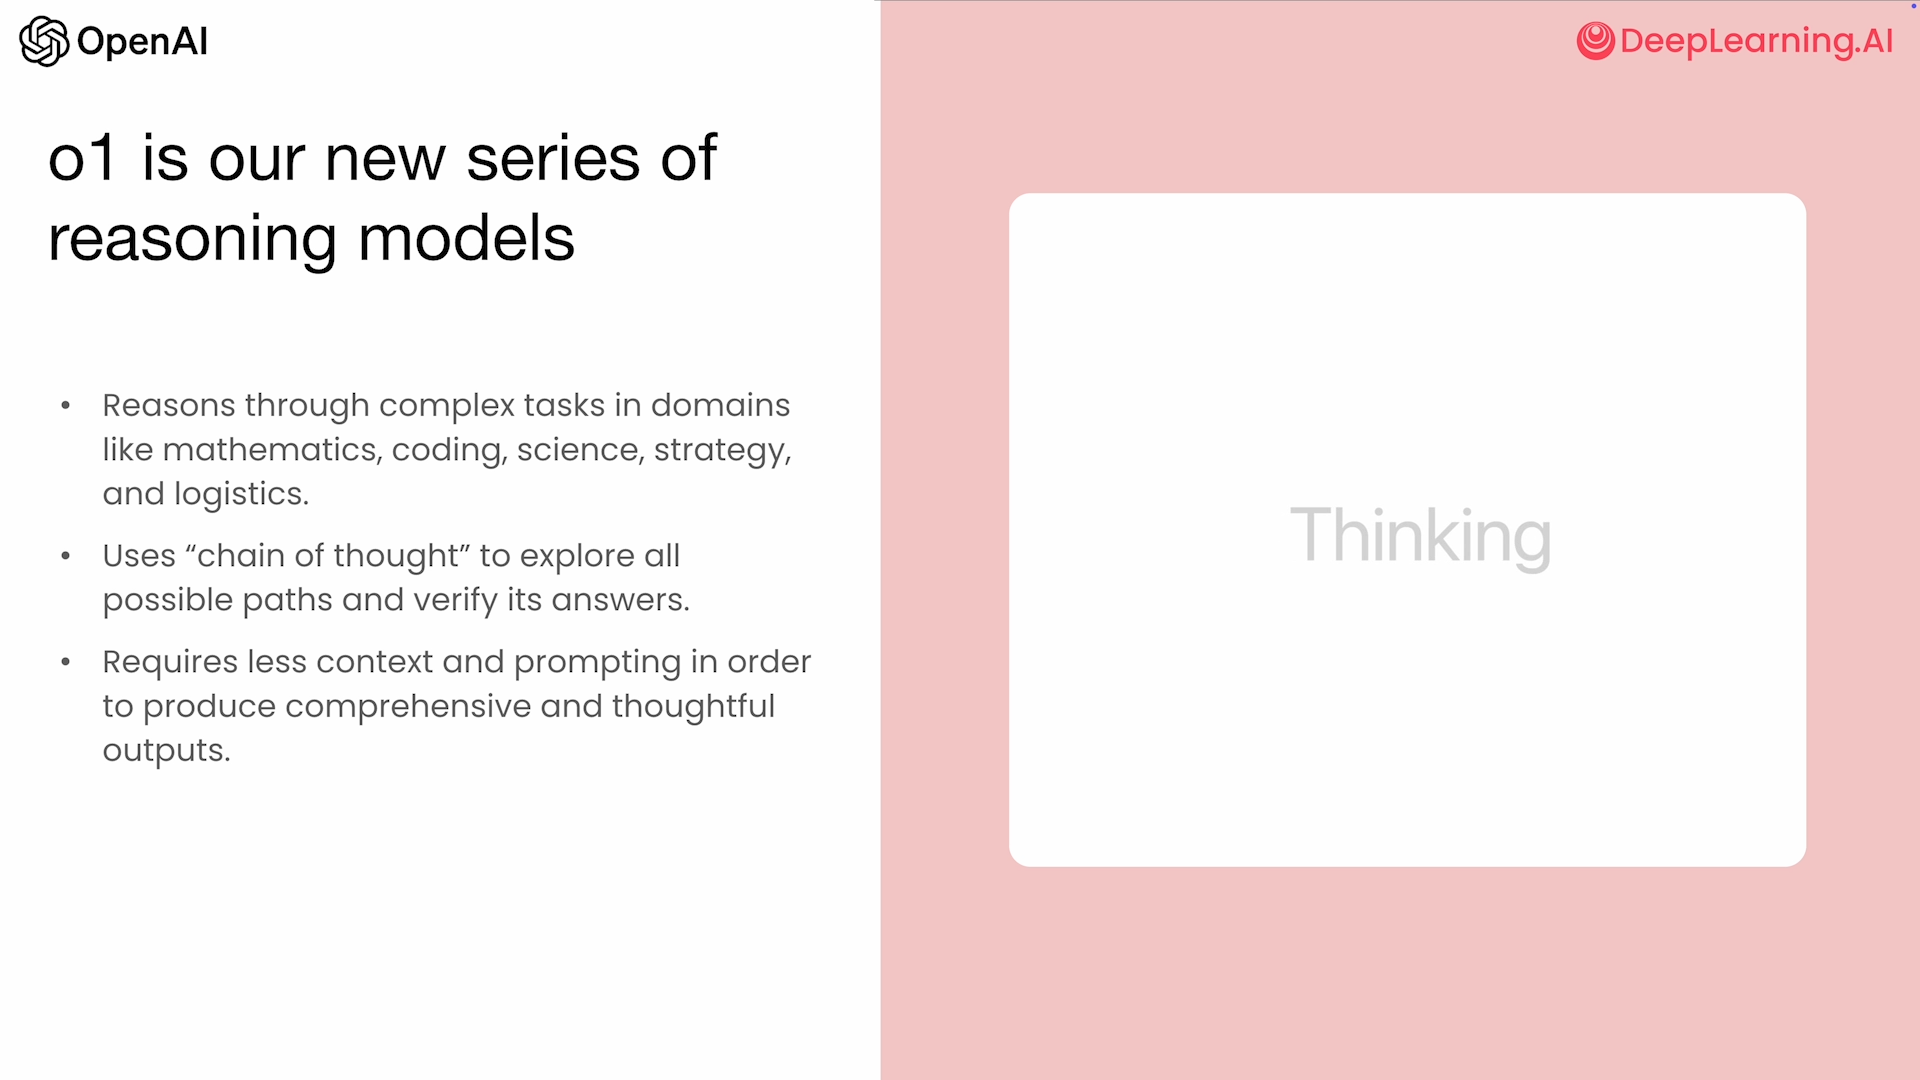 OpenAI
DeepLearning.AI
o1 is our new series of
reasoning models
• Reasons through complex tasks in domains
like mathematics, coding, science, strategy,
and logistics.
• Uses “chain of thought” to explore all
possible paths and verify its answers.
• Requires less context and prompting in order
to produce comprehensive and thoughtful
outputs.
Thinking